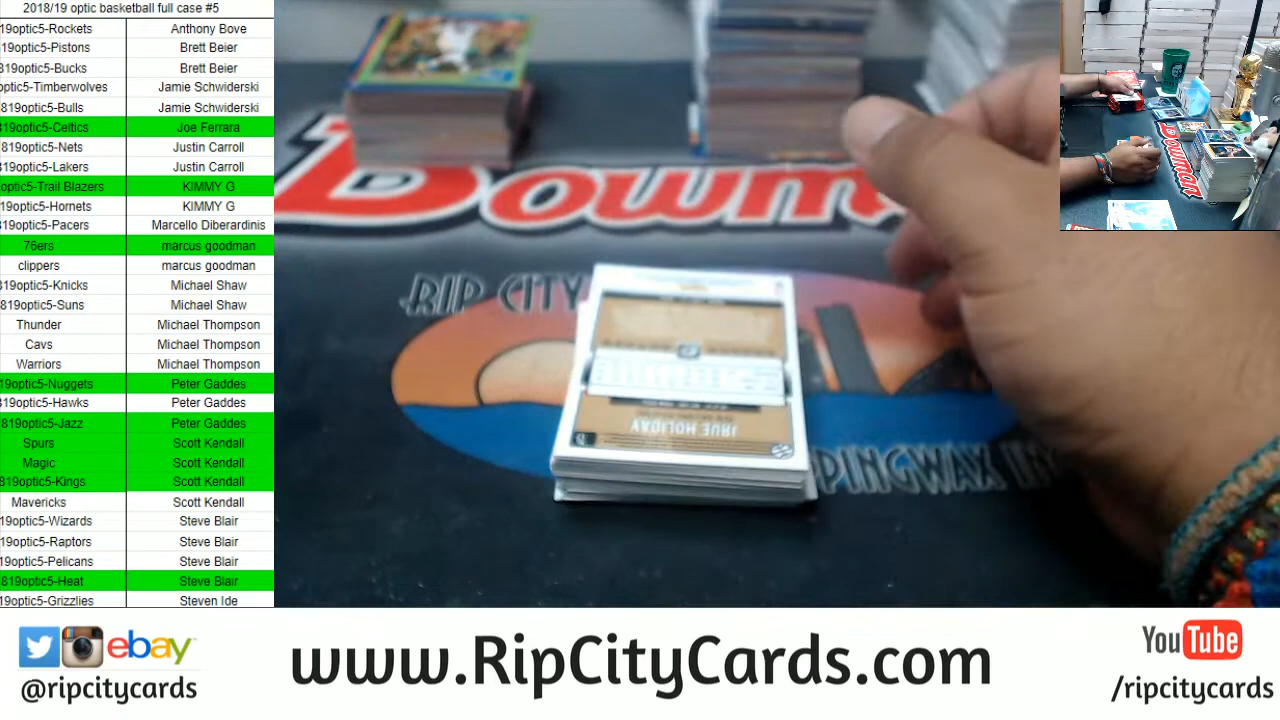 2018/19 optic basketball full case #5
19optic5-Rockets Anthony Bove
19optic5-Pistons Brett Beier
819optic5-Bucks Brett Beier
optic5-Timberwolves Jamie Schwiderski
819optic5-Bulls Jamie Schwiderski
819optic5-Celtics Joe Ferrara
819optic5-Nets Justin Carroll
819optic5-Lakers Justin Carroll
optic5-Trail Blazers KIMMY G
19optic5-Hornets KIMMY G
819optic5-Pacers Marcello Diberardinis
76ers marcus goodman
clippers marcus goodman
819optic5-Knicks Michael Shaw
819optic5-Suns Michael Shaw
Thunder Michael Thompson
Cavs Michael Thompson
Warriors Michael Thompson
19optic5-Nuggets Peter Gaddes
19optic5-Hawks Peter Gaddes
819optic5-Jazz Peter Gaddes
Spurs Scott Kendall
Magic Scott Kendall
819optic5-Kings Scott Kendall
Mavericks Scott Kendall
19optic5-Wizards Steve Blair
19optic5-Raptors Steve Blair
19optic5-Pelicans Steve Blair
819optic5-Heat Steve Blair
19optic5-Grizzlies Steven Ide
RIP CITY
PINGWAX
JRUE HOLIDAY
ebay
@ripcitycards
www.RipCityCards.com
YouTube
/ripcitycards